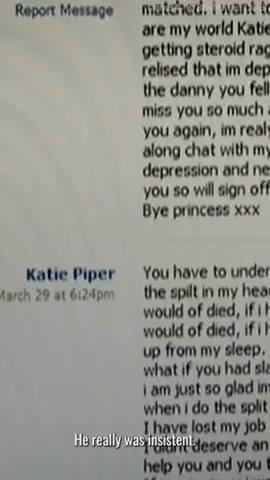 Report Message
matched. I want to
are my world Katie
getting steroid rag
relised that im dep
the danny you fell
miss you so much
you again, im realy
along chat with my
depression and ne
you so will sign off
Bye princess xxx
Katie Piper
March 29 at 6:24pm
You have to under
the spilt in my hea
would of died, if i h
would of died, if i h
up from my sleep.
what if you had sla
i am just so glad im
when i do the split
I have lost my job
He really was insistent.
I didnt deserve an
help you and you t